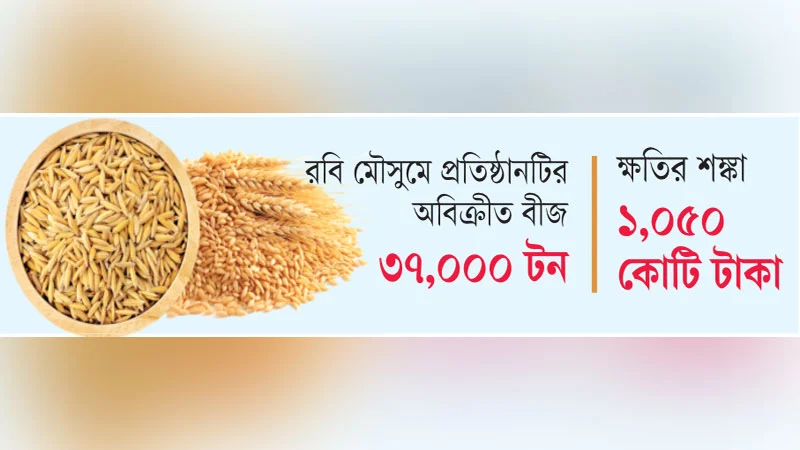 রবি মৌসুমে প্রতিষ্ঠানটির
অবিক্রীত বীজ
৩৭,০০০ টন
ক্ষতির শঙ্কা
১,০৫০
কোটি টাকা